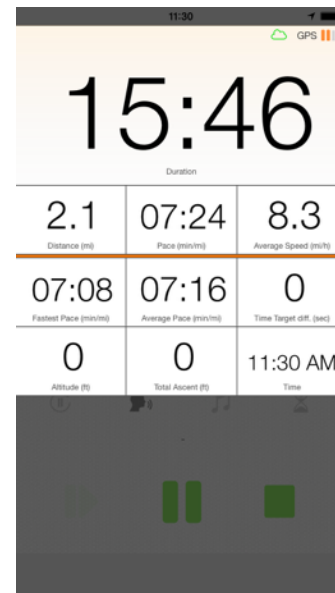 11:30
GPS
15:46
Duration
2.1 07:24 8.3
Distance (mi) Pace (min/mi) Average Speed (mi/h)
07:08 07:16 0
Fastest Pace (min/mi) Average Pace (min/mi) Time Target diff. (sec)
0 0 11:30 AM
Altitude (ft) Total Ascent (ft) Time